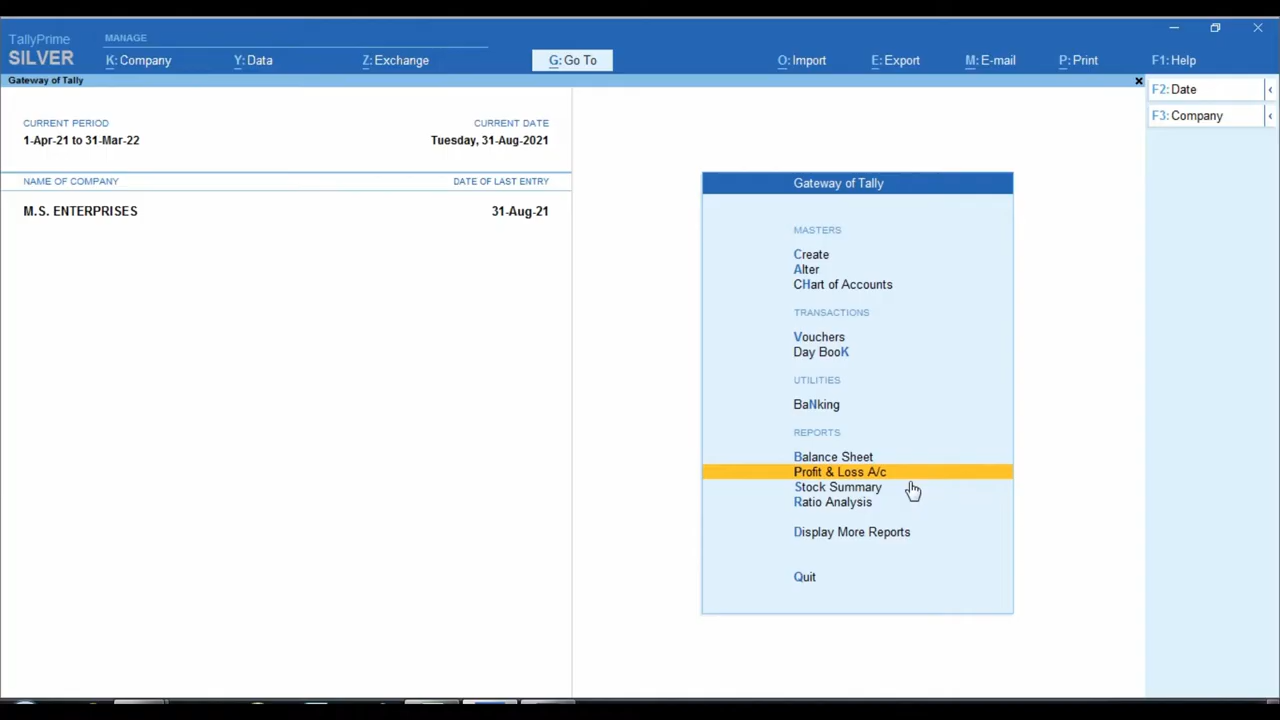 TallyPrime
SILVER
MANAGE
K: Company
Y: Data
Z: Exchange
G: Go To
O: Import
E: Export
M: E-mail
P: Print
F1: Help
Gateway of Tally
CURRENT PERIOD
1-Apr-21 to 31-Mar-22
CURRENT DATE
Tuesday, 31-Aug-2021
NAME OF COMPANY
DATE OF LAST ENTRY
M.S. ENTERPRISES
31-Aug-21
Gateway of Tally
MASTERS
Create
Alter
CHart of Accounts
TRANSACTIONS
Vouchers
Day BooK
UTILITIES
BaNking
REPORTS
Balance Sheet
Profit & Loss A/c
Stock Summary
Ratio Analysis
Display More Reports
Quit
F2: Date
F3: Company